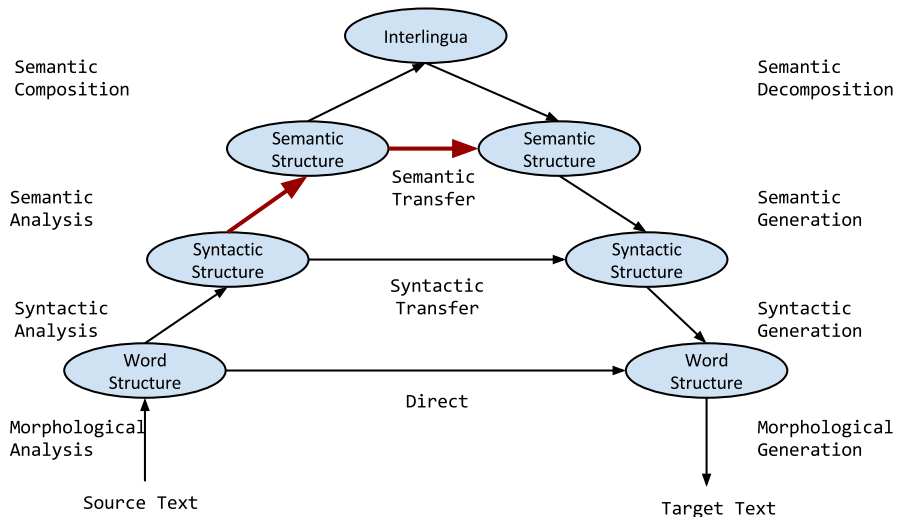 Interlingua
Semantic
Composition
Semantic
Decomposition
Semantic
Structure
Semantic
Structure
Semantic
Transfer
Semantic
Analysis
Semantic
Generation
Syntactic
Structure
Syntactic
Structure
Syntactic
Transfer
Syntactic
Analysis
Syntactic
Generation
Word
Structure
Word
Structure
Direct
Morphological
Analysis
Morphological
Generation
Source Text
Target Text